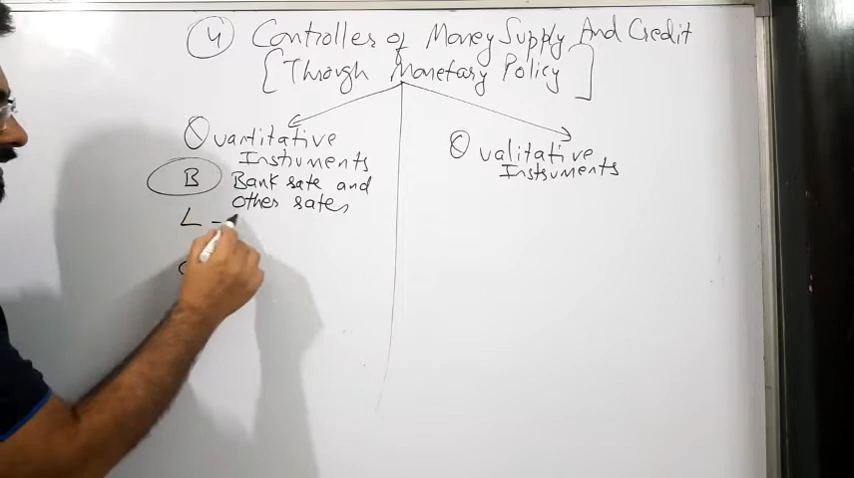 4 Controller of Money Supply And Credit
[Through Monetary Policy]
Quantitative
Instruments
B Bank rate and
other rates
L -
Qualitative
Instruments